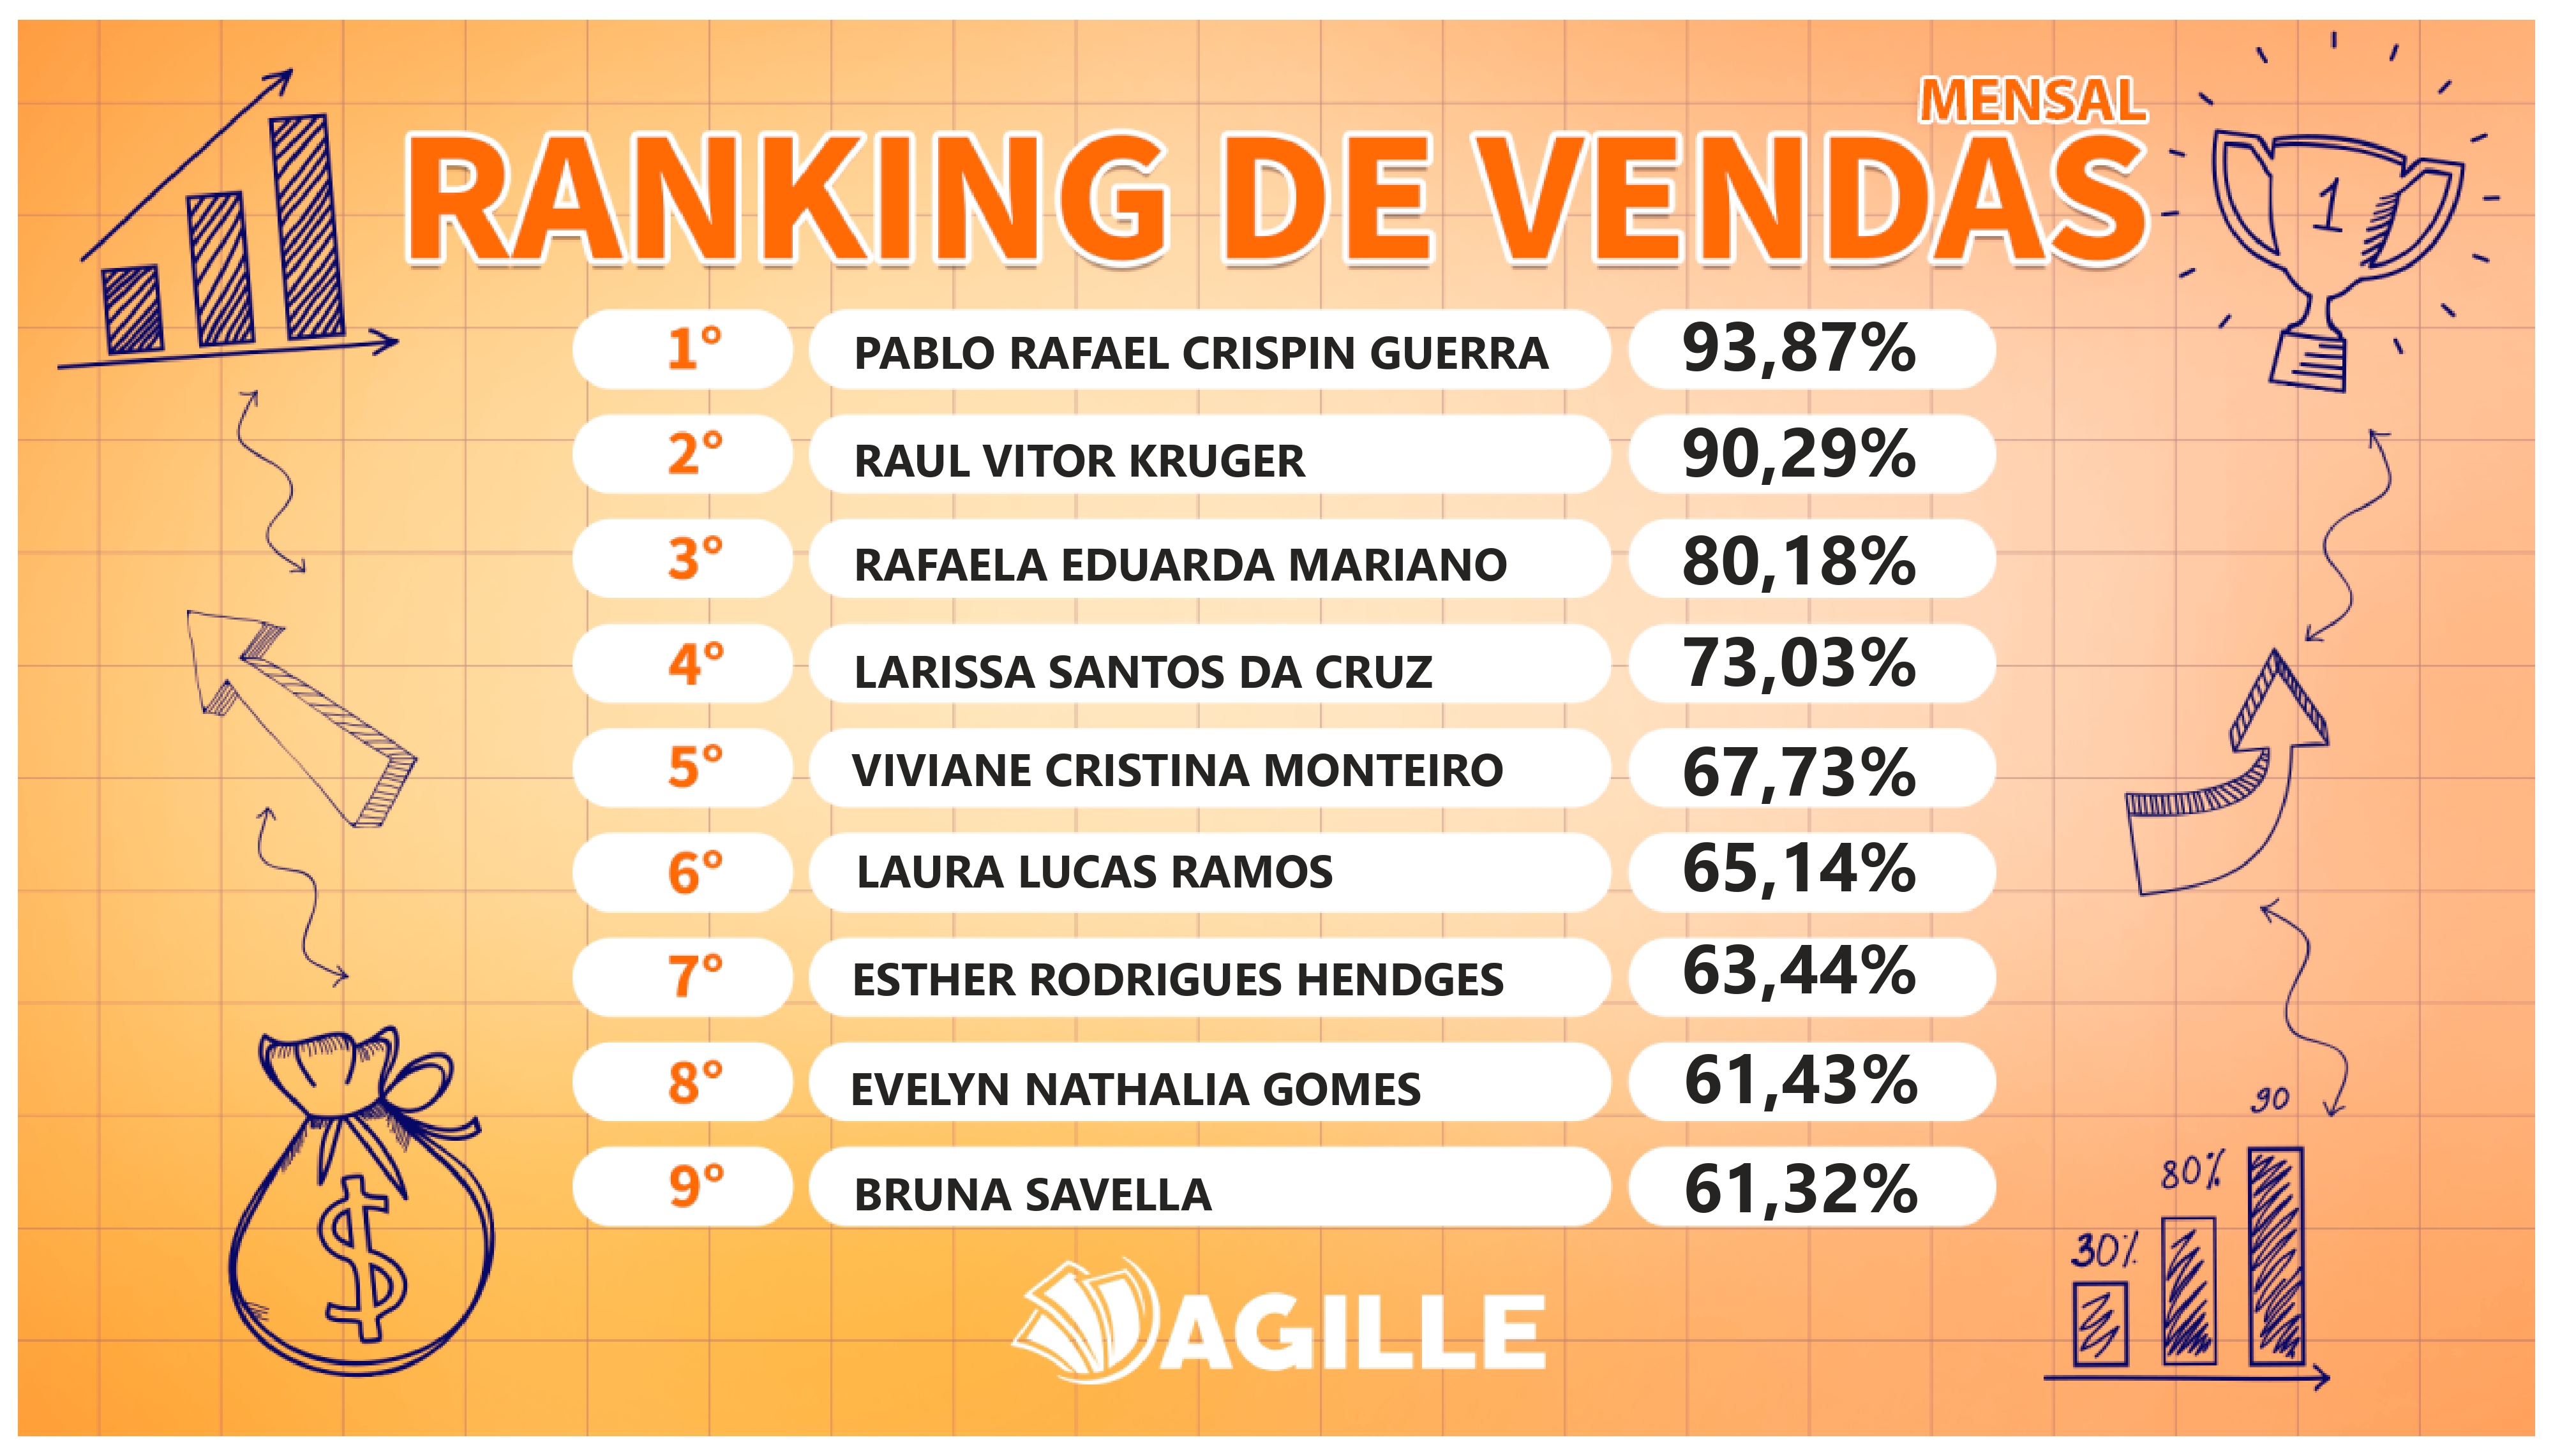 MENSAL
RANKING DE VENDAS
1
1° PABLO RAFAEL CRISPIN GUERRA 93,87%
2° RAUL VITOR KRUGER 90,29%
3° RAFAELA EDUARDA MARIANO 80,18%
4° LARISSA SANTOS DA CRUZ 73,03%
5° VIVIANE CRISTINA MONTEIRO 67,73%
6° LAURA LUCAS RAMOS 65,14%
7° ESTHER RODRIGUES HENDGES 63,44%
8° EVELYN NATHALIA GOMES 61,43%
9° BRUNA SAVELLA 61,32%
$
30%
80%
90
AGILLE